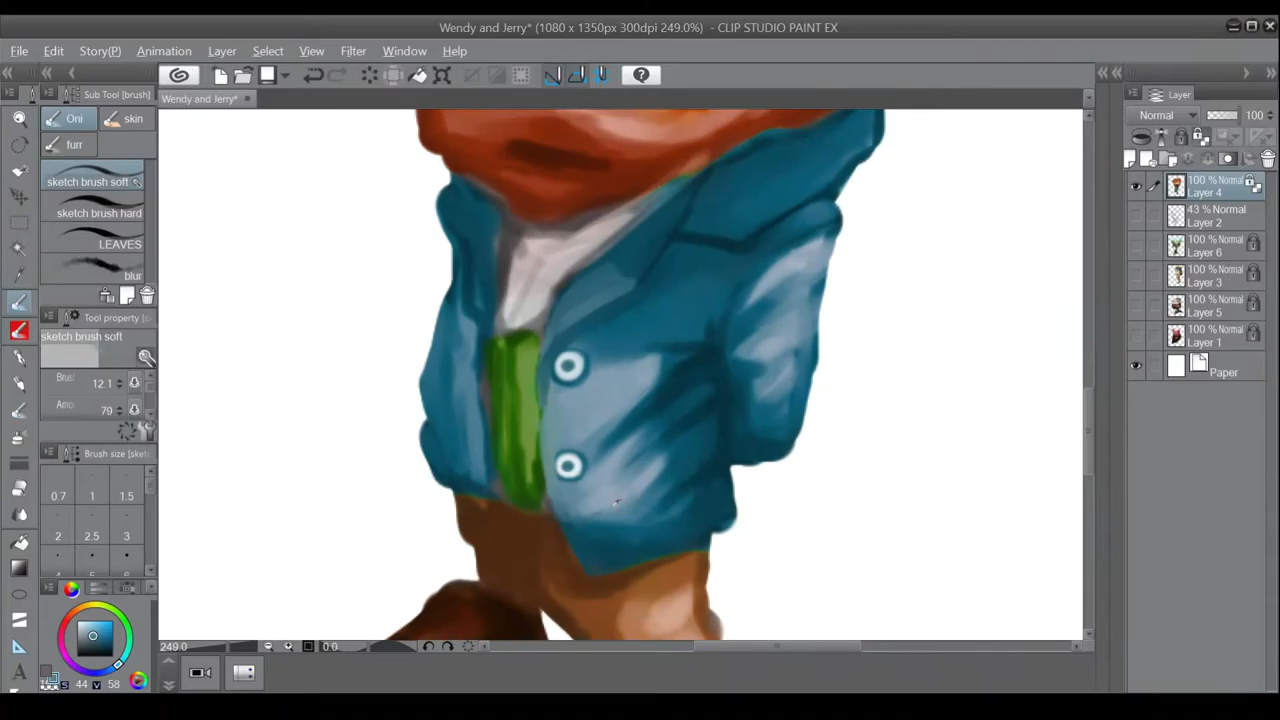 Wendy and Jerry* (1080 x 1350px 300dpi 249.0%) - CLIP STUDIO PAINT EX
File Edit Story(P) Animation Layer Select View Filter Window Help
Sub Tool [brush]
Wendy and Jerry*
Layer
Oni skin
furr
Normal 100
sketch brush soft
sketch brush hard
LEAVES
blur
100 % Normal
Layer 4
43 % Normal
Layer 2
100 % Normal
Layer 6
100 % Normal
Layer 3
100 % Normal
Layer 5
100 % Normal
Layer 1
Paper
Tool property [
sketch brush soft
Brus 12.1
Amo 79
Brush size [sketc
0.7 1 1.5
2 2.5 3
249.0 0.0
S 44 V 58